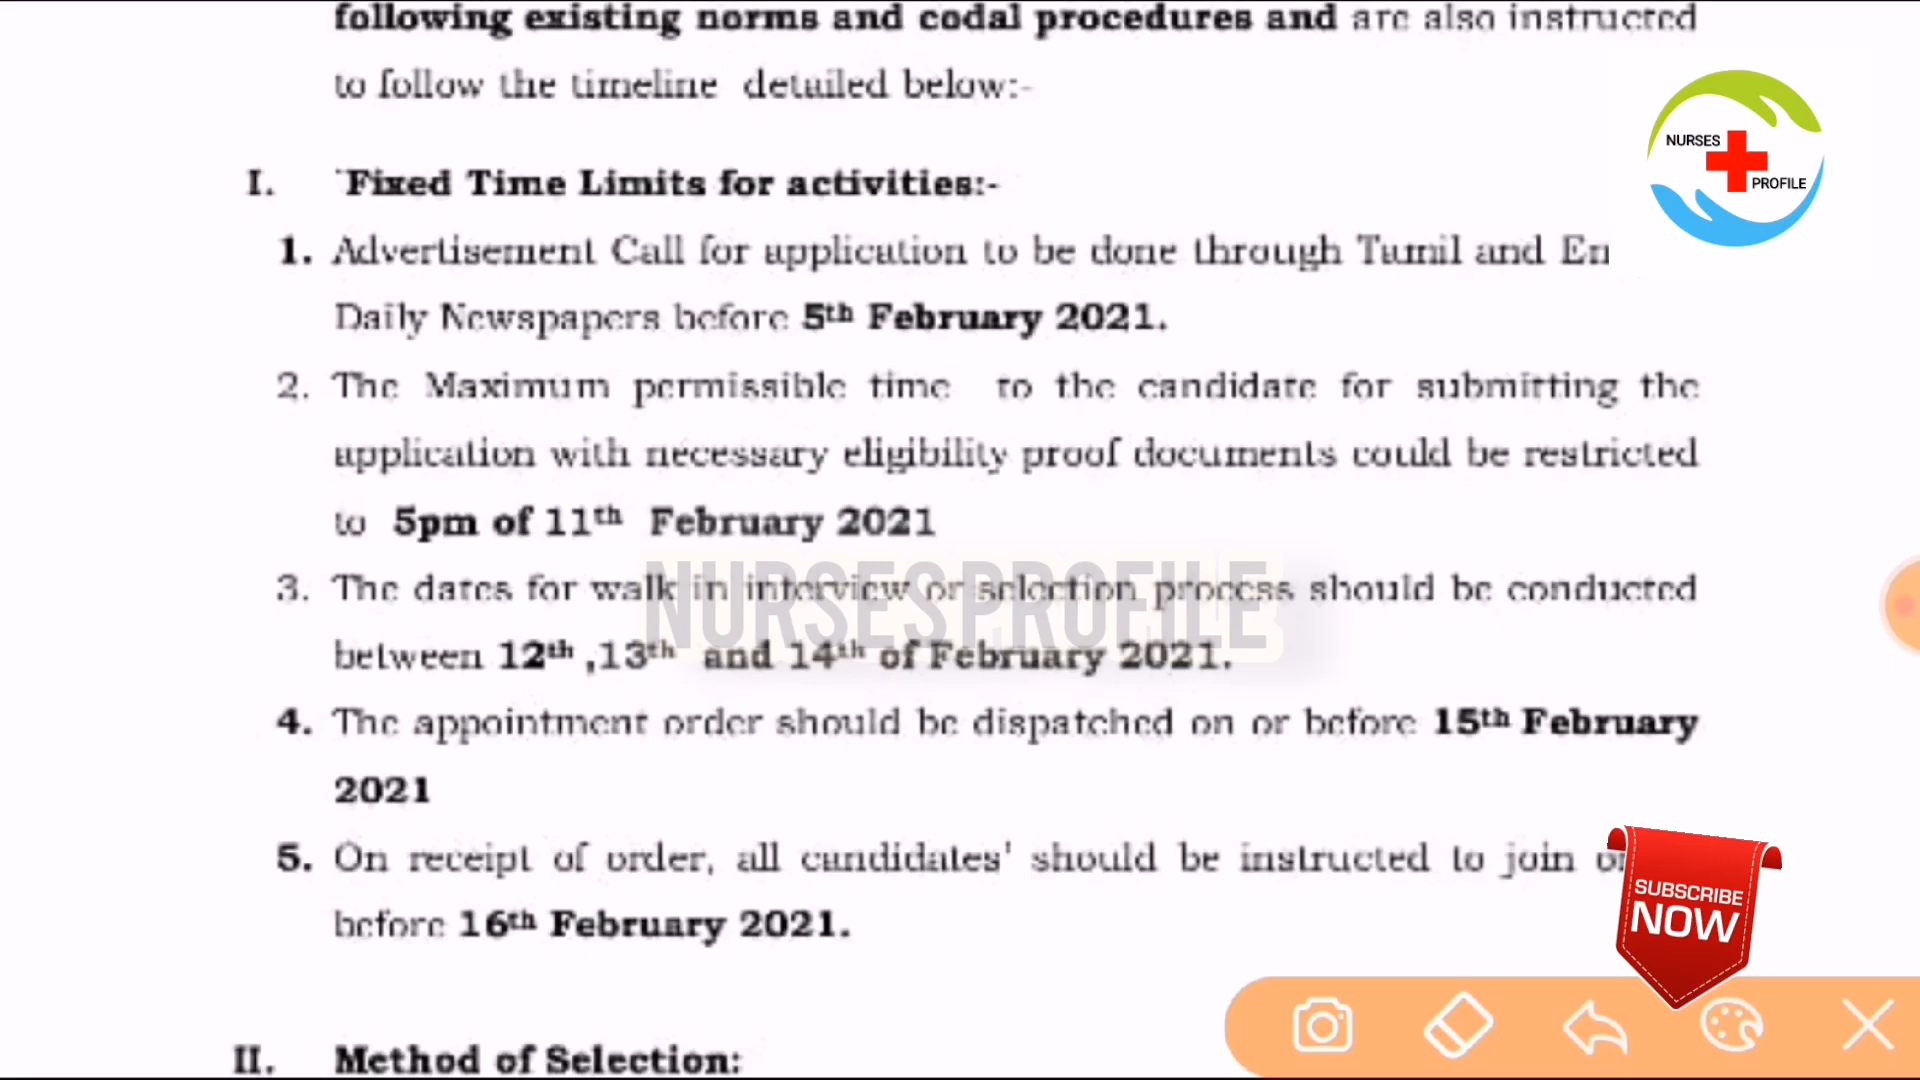 following existing norms and codal procedures and are also instructed
to follow the timeline detailed below:-
NURSES
PROFILE
I. Fixed Time Limits for activities:-
1. Advertisement Call for application to be done through Tamil and En
Daily Newspapers before 5th February 2021.
2. The Maximum permissible time to the candidate for submitting the
application with necessary eligibility proof documents could be restricted
to 5pm of 11th February 2021
3. The dates for walk in interview or selection process should be conducted
NURSESPROFILE
between 12th ,13th and 14th of February 2021.
4. The appointment order should be dispatched on or before 15th February
2021
5. On receipt of order, all candidates' should be instructed to join or
before 16th February 2021.
SUBSCRIBE
NOW
II. Method of Selection: